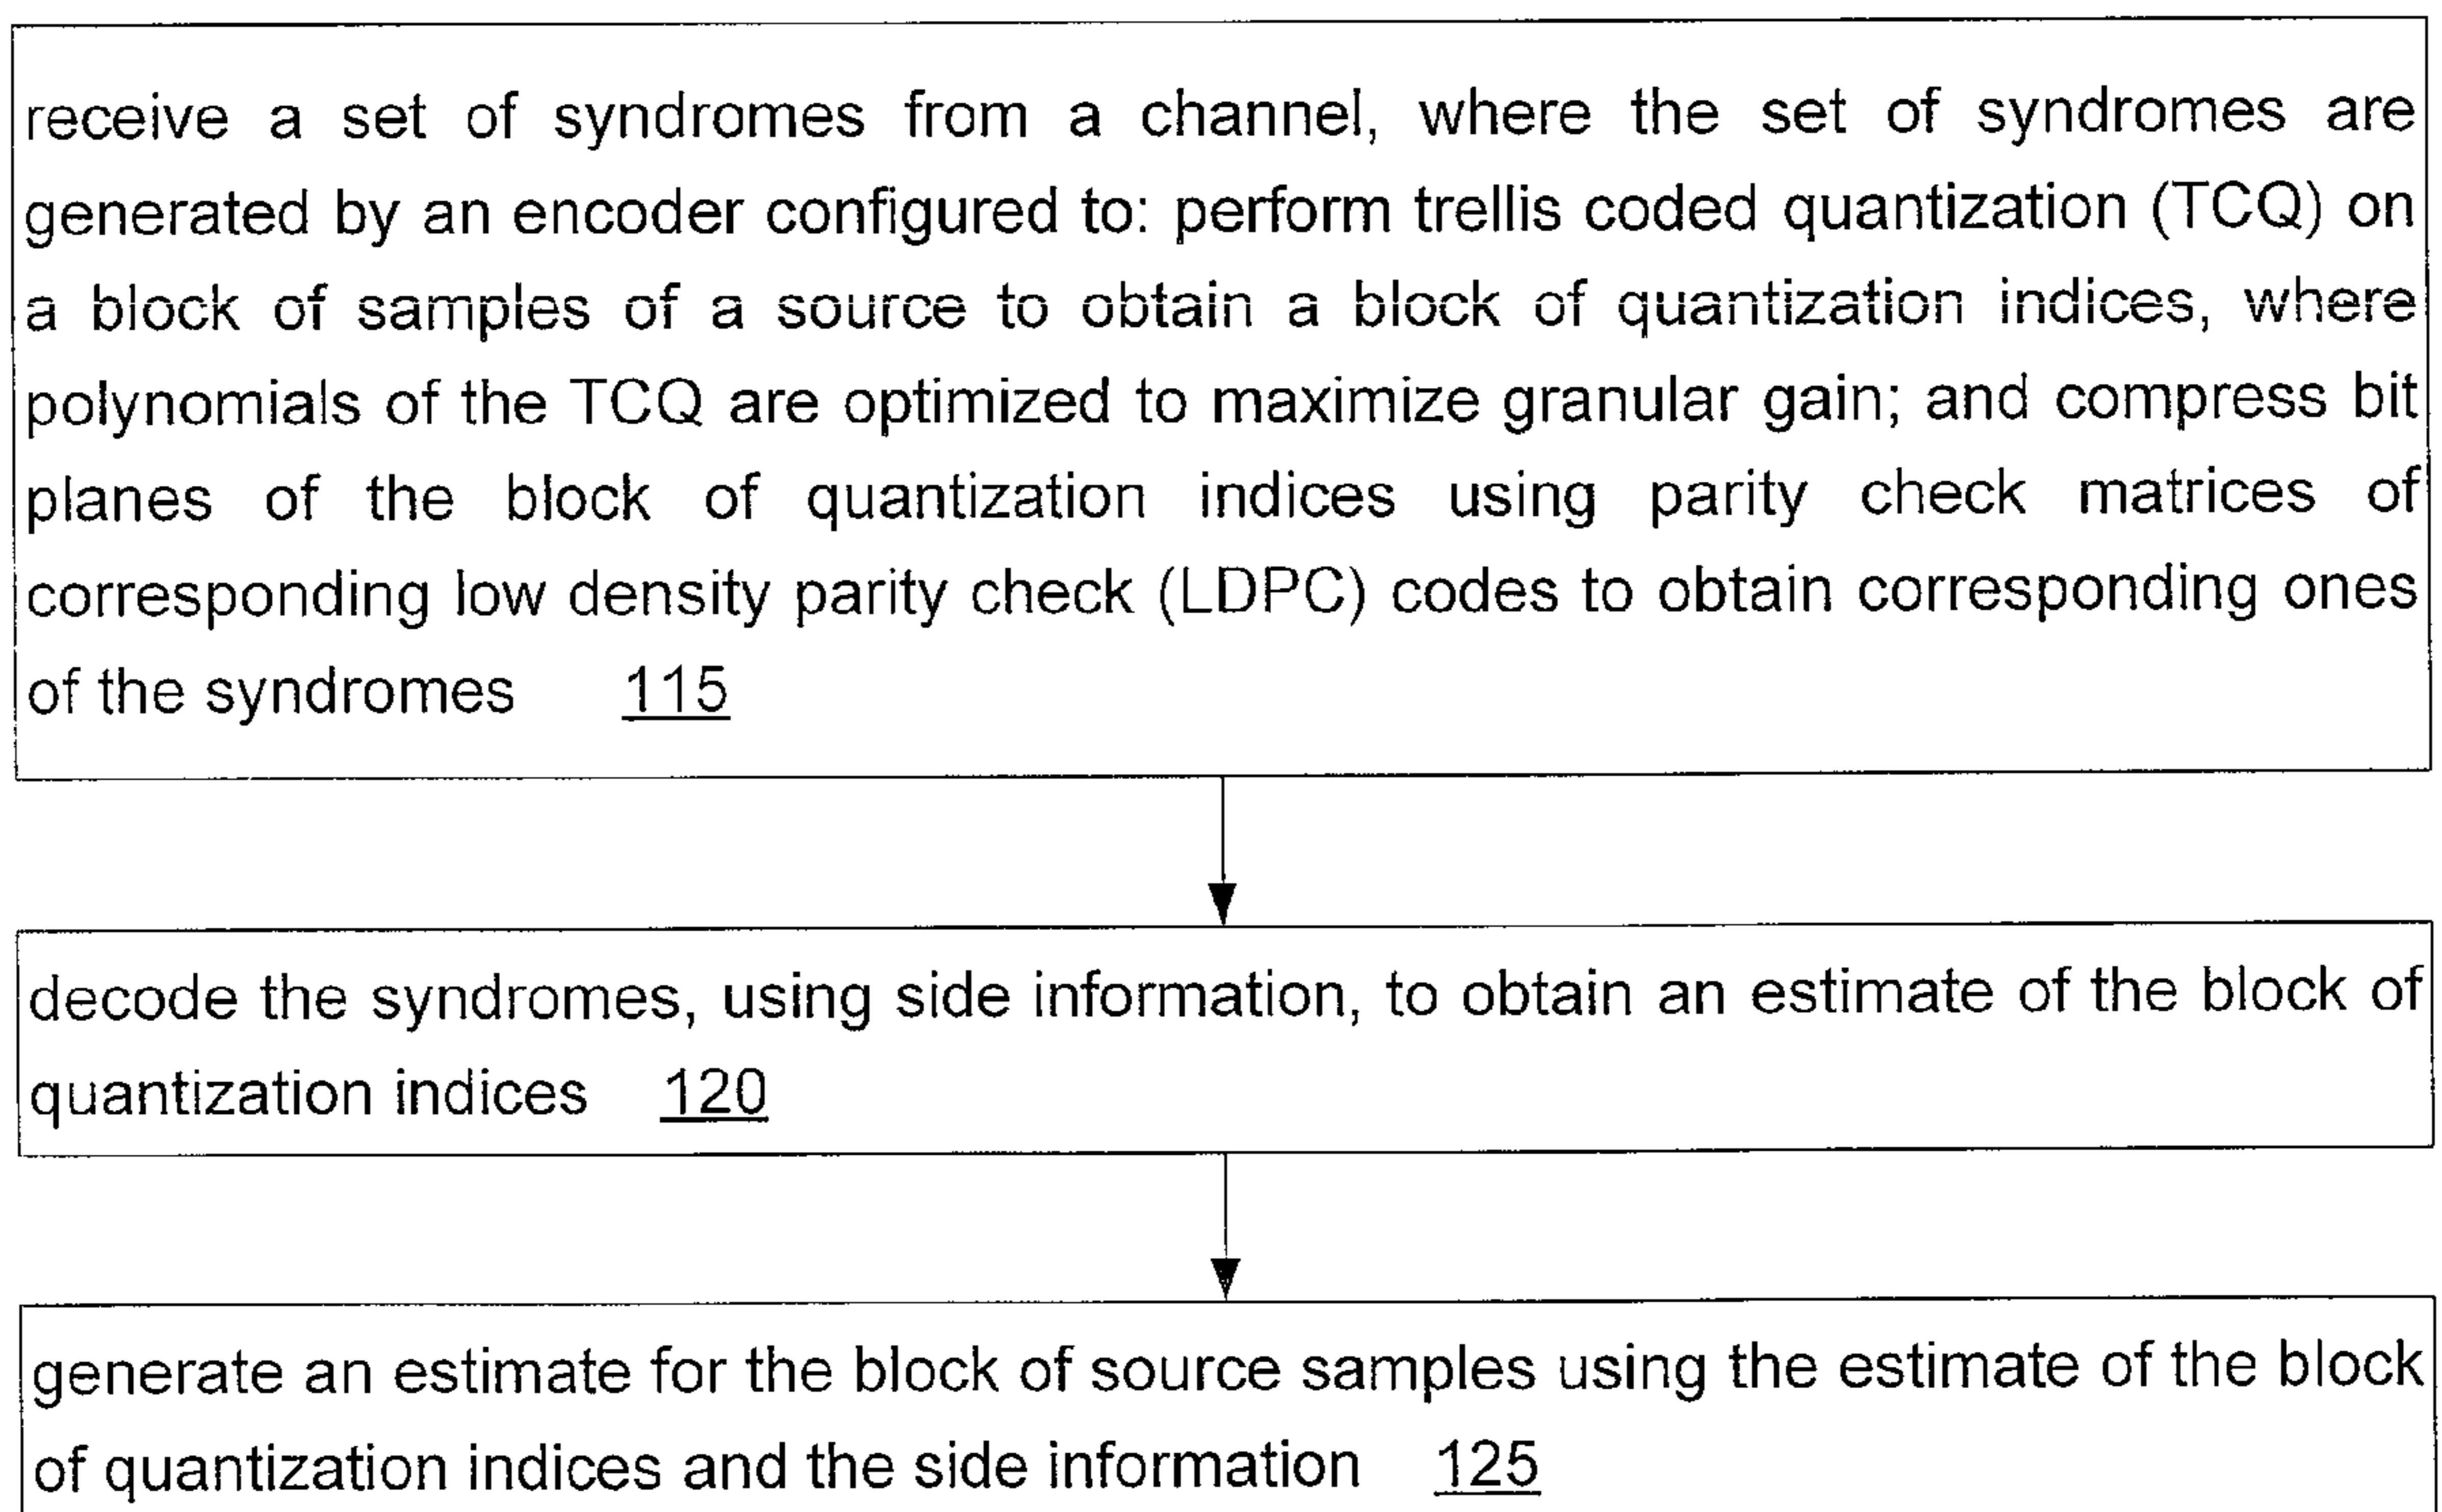 receive a set of syndromes from a channel, where the set of syndromes are
generated by an encoder configured to: perform trellis coded quantization (TCQ) on
a block of samples of a source to obtain a block of quantization indices, where
polynomials of the TCQ are optimized to maximize granular gain; and compress bit
planes of the block of quantization indices using parity check matrices of
corresponding low density parity check (LDPC) codes to obtain corresponding ones
of the syndromes 115
decode the syndromes, using side information, to obtain an estimate of the block of
quantization indices 120
generate an estimate for the block of source samples using the estimate of the block
of quantization indices and the side information 125